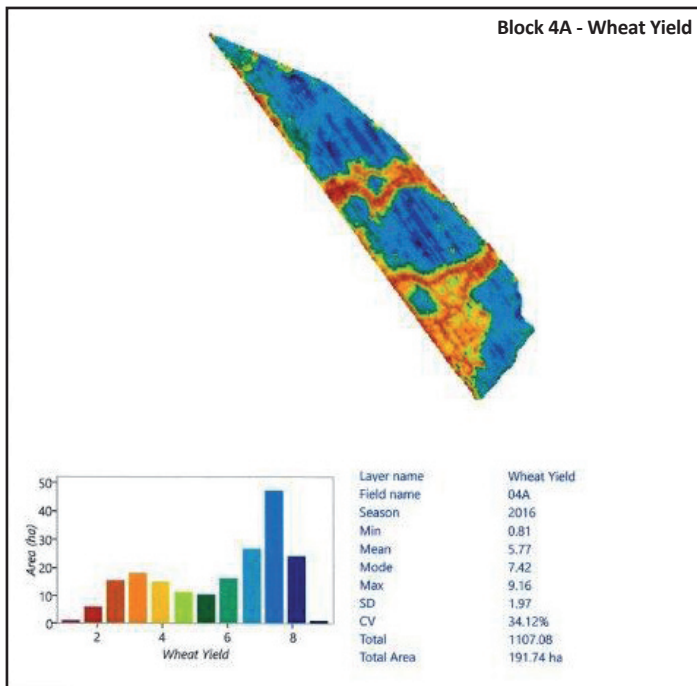 Block 4A - Wheat Yield
50
40
30
20
10
0
Area (ha)
2 4 6 8
Wheat Yield
Layer name Wheat Yield
Field name 04A
Season 2016
Min 0.81
Mean 5.77
Mode 7.42
Max 9.16
SD 1.97
CV 34.12%
Total 1107.08
Total Area 191.74 ha